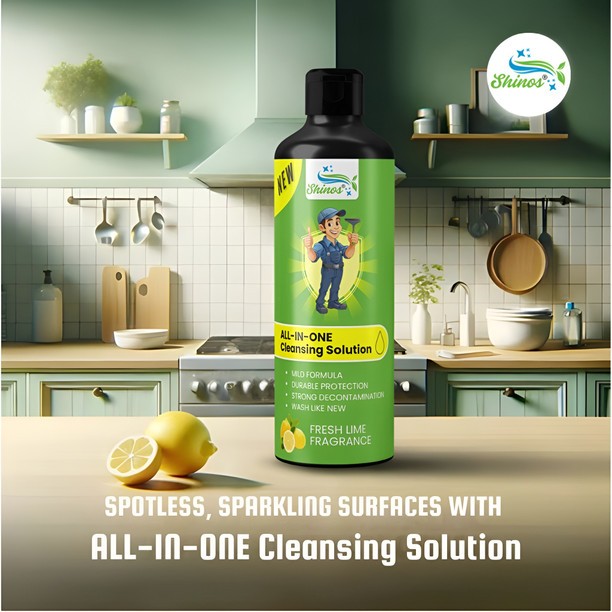 Shinos®
NEW
Shinos®
ALL-IN-ONE
Cleansing Solution
• MILD FORMULA
• DURABLE PROTECTION
• STRONG DECONTAMINATION
• WASH LIKE NEW
FRESH LIME
FRAGRANCE
SPOTLESS, SPARKLING SURFACES WITH
ALL-IN-ONE Cleansing Solution